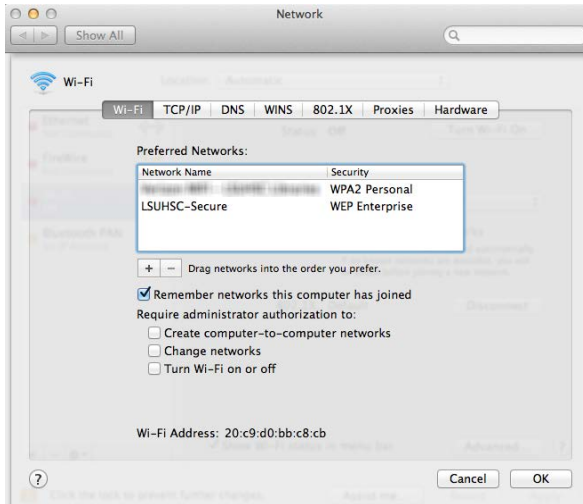 Network
Show All
Wi-Fi
Wi-Fi TCP/IP DNS WINS 802.1X Proxies Hardware
Preferred Networks:
Network Name Security
WPA2 Personal
LSUHSC-Secure WEP Enterprise
+ − Drag networks into the order you prefer.
Remember networks this computer has joined
Require administrator authorization to:
Create computer-to-computer networks
Change networks
Turn Wi-Fi on or off
Wi-Fi Address: 20:c9:d0:bb:c8:cb
? Cancel OK